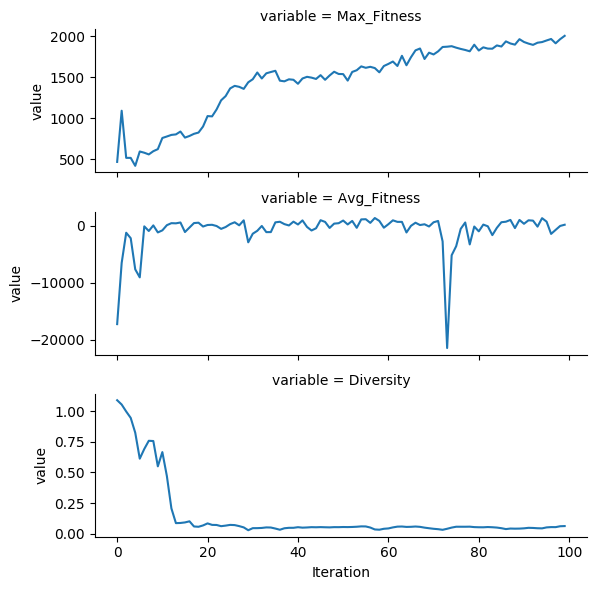 variable = Max_Fitness
2000
1500
1000
500
value
variable = Avg_Fitness
0
−10000
−20000
value
variable = Diversity
1.00
0.75
0.50
0.25
0.00
value
0 20 40 60 80 100
Iteration